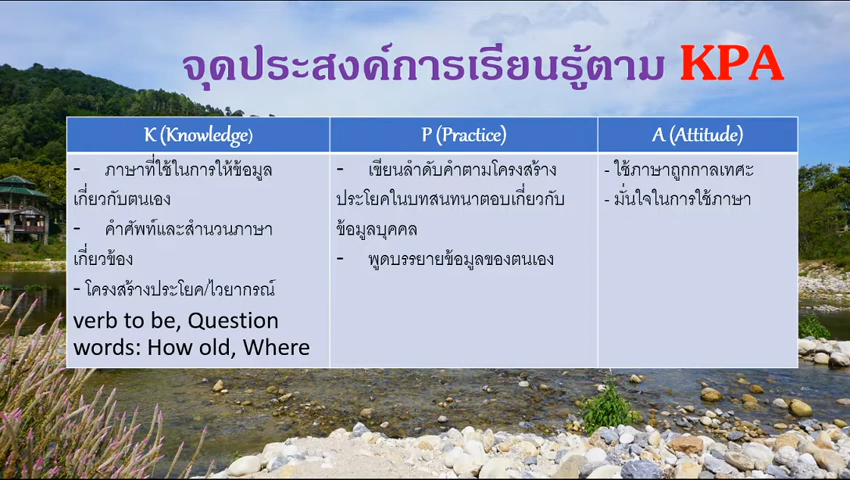 จุดประสงค์การเรียนรู้ตาม KPA
K (Knowledge)
P (Practice)
A (Attitude)
- ภาษาที่ใช้ในการให้ข้อมูล
เกี่ยวกับตนเอง
- คำศัพท์และสำนวนภาษา
เกี่ยวข้อง
- โครงสร้างประโยค/ไวยากรณ์
verb to be, Question
words: How old, Where
- เขียนลำดับคำตามโครงสร้าง
ประโยคในบทสนทนาตอบเกี่ยวกับ
ข้อมูลบุคคล
- พูดบรรยายข้อมูลของตนเอง
- ใช้ภาษาถูกกาลเทศะ
- มั่นใจในการใช้ภาษา